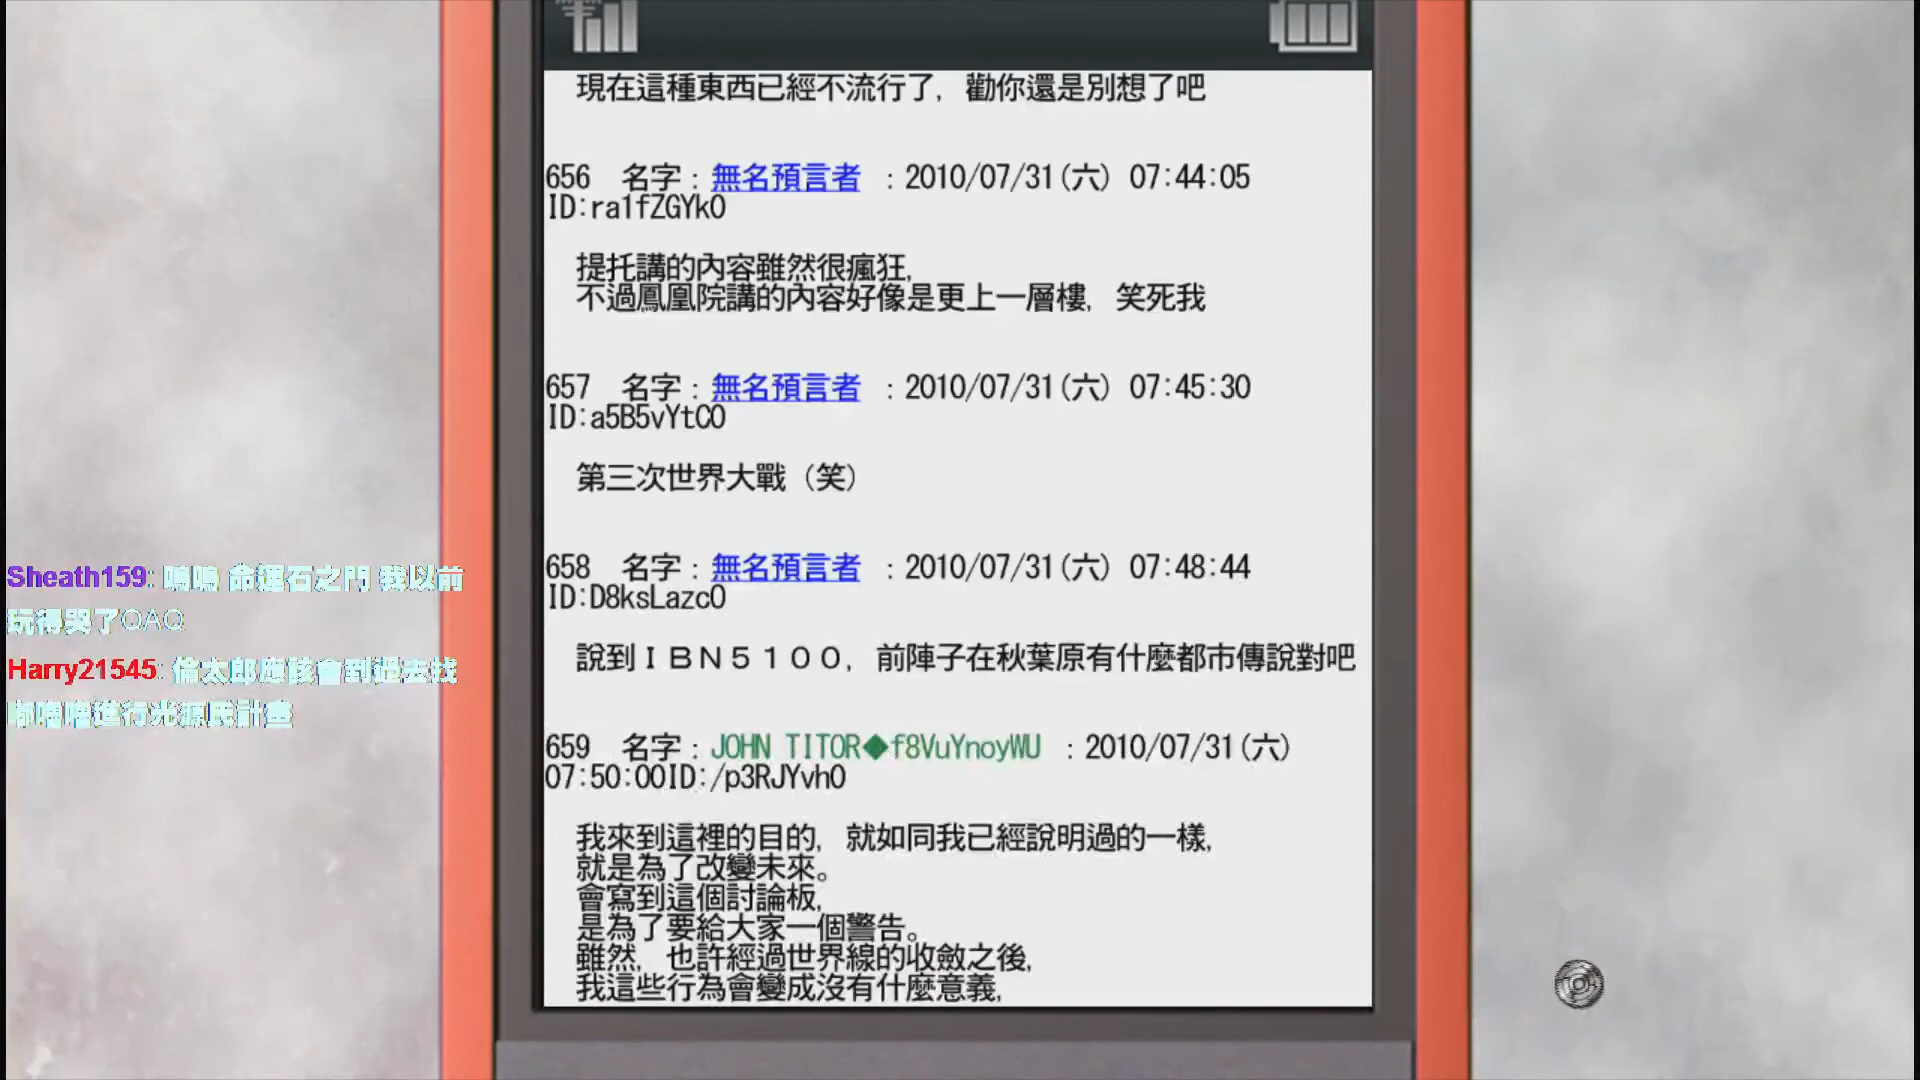 現在這種東西已經不流行了，勸你還是別想了吧
656 名字：無名預言者 ：2010/07/31(六) 07:44:05
ID:ra1fZGYk0
提托講的內容雖然很瘋狂，
不過鳳凰院講的內容好像是更上一層樓，笑死我
657 名字：無名預言者 ：2010/07/31(六) 07:45:30
ID:a5B5vYtC0
第三次世界大戰（笑）
658 名字：無名預言者 ：2010/07/31(六) 07:48:44
ID:D8ksLazc0
說到ＩＢＮ５１００，前陣子在秋葉原有什麼都市傳說對吧
659 名字：JOHN TITOR◆f8VuYnoyWU ：2010/07/31(六)
07:50:00ID:/p3RJYvh0
我來到這裡的目的，就如同我已經說明過的一樣，
就是為了改變未來。
會寫到這個討論板，
是為了要給大家一個警告。
雖然，也許經過世界線的收斂之後，
我這些行為會變成沒有什麼意義，
Sheath159: 嗚嗚 命運石之門 我以前
玩得哭了QAQ
Harry21545: 倫太郎應該會到過去找
嘟嚕嚕進行光源氏計畫